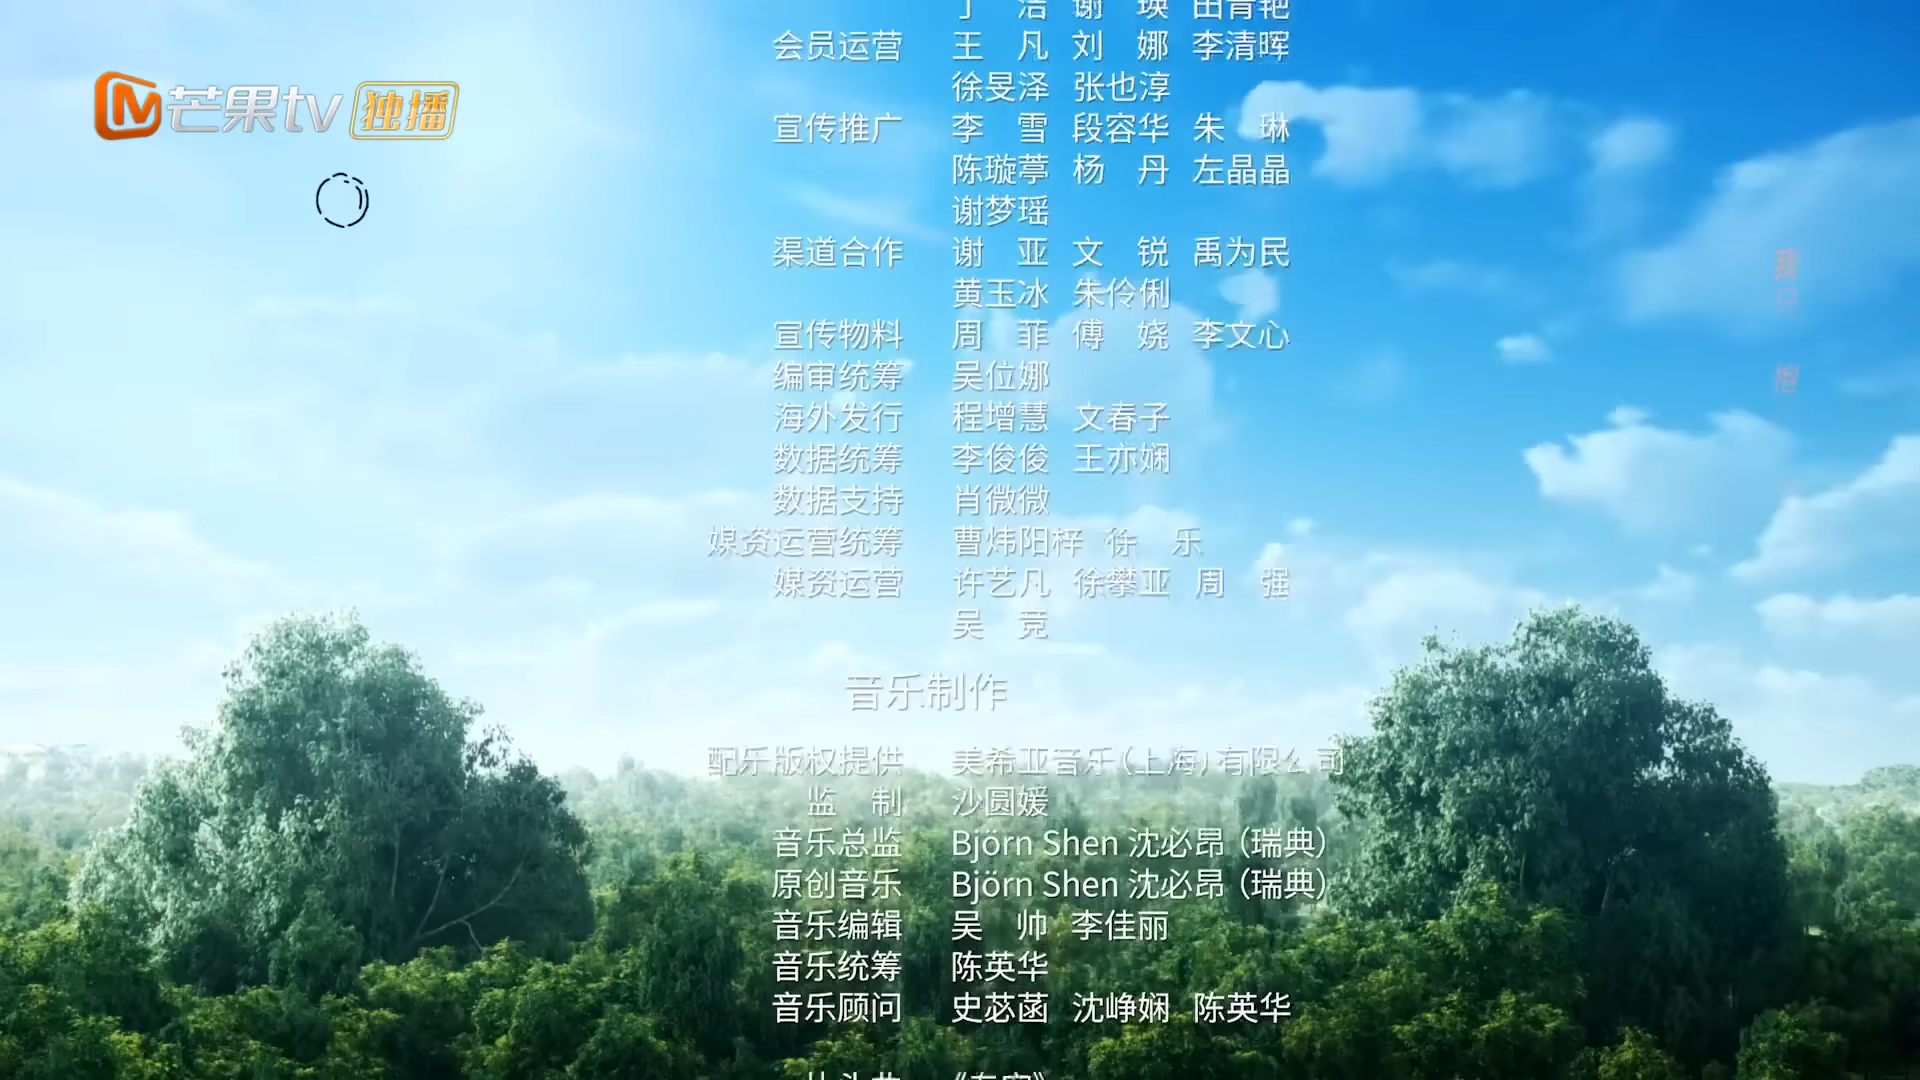 芒果tv 独播
田青艳
会员运营 王凡 刘娜 李清晖
徐旻泽 张也淳
宣传推广 李雪 段容华 朱琳
陈璇葶 杨丹 左晶晶
谢梦瑶
渠道合作 谢亚 文锐 禹为民
黄玉冰 朱伶俐
宣传物料 周菲 傅娆 李文心
编审统筹 吴位娜
海外发行 程增慧 文春子
数据统筹 李俊俊 王亦娴
数据支持 肖微微
媒资运营统筹 曹炜阳梓 徐乐
媒资运营 许艺凡 徐攀亚 周强
吴竞
音乐制作
配乐版权提供 美希亚音乐(上海)有限公司
监制 沙圆媛
音乐总监 Björn Shen 沈必昂（瑞典）
原创音乐 Björn Shen 沈必昂（瑞典）
音乐编辑 吴帅 李佳丽
音乐统筹 陈英华
音乐顾问 史苾菡 沈峥娴 陈英华